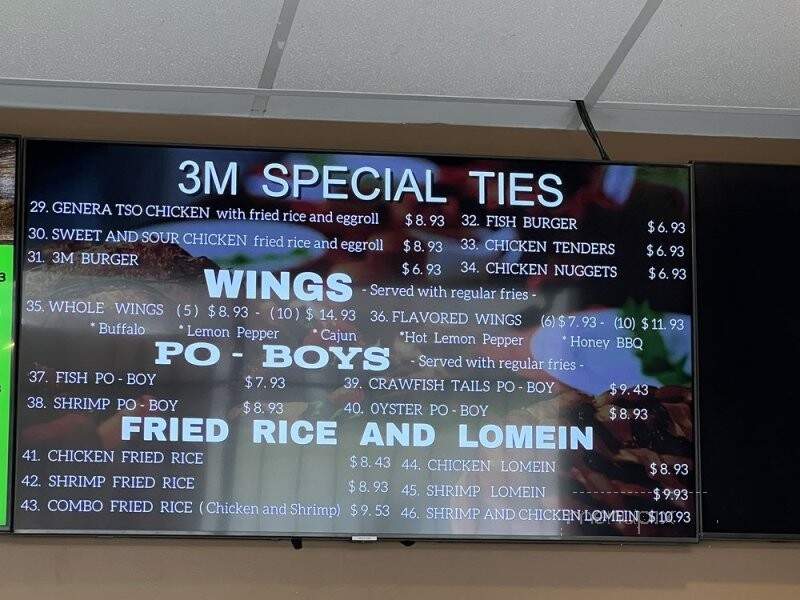 3M SPECIAL TIES
29. GENERA TSO CHICKEN with fried rice and eggroll $8.93
30. SWEET AND SOUR CHICKEN fried rice and eggroll $8.93
31. 3M BURGER $6.93
32. FISH BURGER $6.93
33. CHICKEN TENDERS $6.93
34. CHICKEN NUGGETS $6.93
WINGS - Served with regular fries -
35. WHOLE WINGS (5) $8.93 - (10) $14.93
36. FLAVORED WINGS (6) $7.93 - (10) $11.93
*Buffalo *Lemon Pepper *Cajun *Hot Lemon Pepper *Honey BBQ
PO - BOYS - Served with regular fries -
37. FISH PO - BOY $7.93
38. SHRIMP PO - BOY $8.93
39. CRAWFISH TAILS PO - BOY $9.43
40. OYSTER PO - BOY $8.93
FRIED RICE AND LOMEIN
41. CHICKEN FRIED RICE $8.43
42. SHRIMP FRIED RICE $8.93
43. COMBO FRIED RICE (Chicken and Shrimp) $9.53
44. CHICKEN LOMEIN $8.93
45. SHRIMP LOMEIN $9.93
46. SHRIMP AND CHICKEN LOMEIN $10.93
3